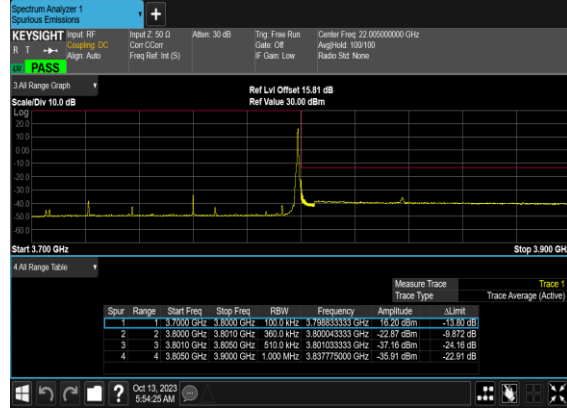 Spectrum Analyzer 1
Spurious Emissions
+
KEYSIGHT Input: RF Input Z: 50 Ω Atten: 30 dB Trig: Free Run Center Freq: 22.005000000 GHz
R T Coupling: DC Corr CCorr Gate: Off Avg|Hold: 100/100
Align: Auto Freq Ref: Int (S) IF Gain: Low Radio Std: None
PASS
3 All Range Graph
Ref Lvl Offset 15.81 dB
Scale/Div 10.0 dB Ref Value 30.00 dBm
Log
20.0
10.0
0.00
-10.0
-20.0
-30.0
-40.0
-50.0
-60.0
Start 3.700 GHz Stop 3.900 GHz
4 All Range Table
Measure Trace Trace 1
Trace Type Trace Average (Active)
Spur Range Start Freq Stop Freq RBW Frequency Amplitude ΔLimit
1 1 3.7000 GHz 3.8000 GHz 100.0 kHz 3.798833333 GHz 16.20 dBm -13.80 dB
2 2 3.8000 GHz 3.8010 GHz 360.0 kHz 3.800043333 GHz -22.87 dBm -9.872 dB
3 3 3.8010 GHz 3.8050 GHz 510.0 kHz 3.801033333 GHz -37.16 dBm -24.16 dB
4 4 3.8050 GHz 3.9000 GHz 1.000 MHz 3.837775000 GHz -35.91 dBm -22.91 dB
? Oct 13, 2023
5:54:25 AM